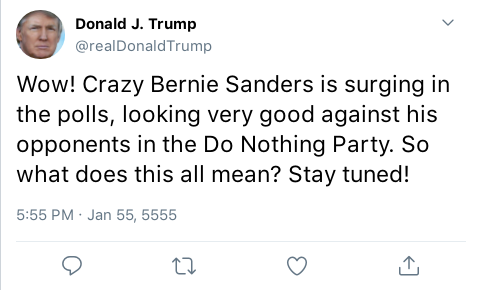 Donald J. Trump
@realDonaldTrump
Wow! Crazy Bernie Sanders is surging in
the polls, looking very good against his
opponents in the Do Nothing Party. So
what does this all mean? Stay tuned!
5:55 PM · Jan 55, 5555